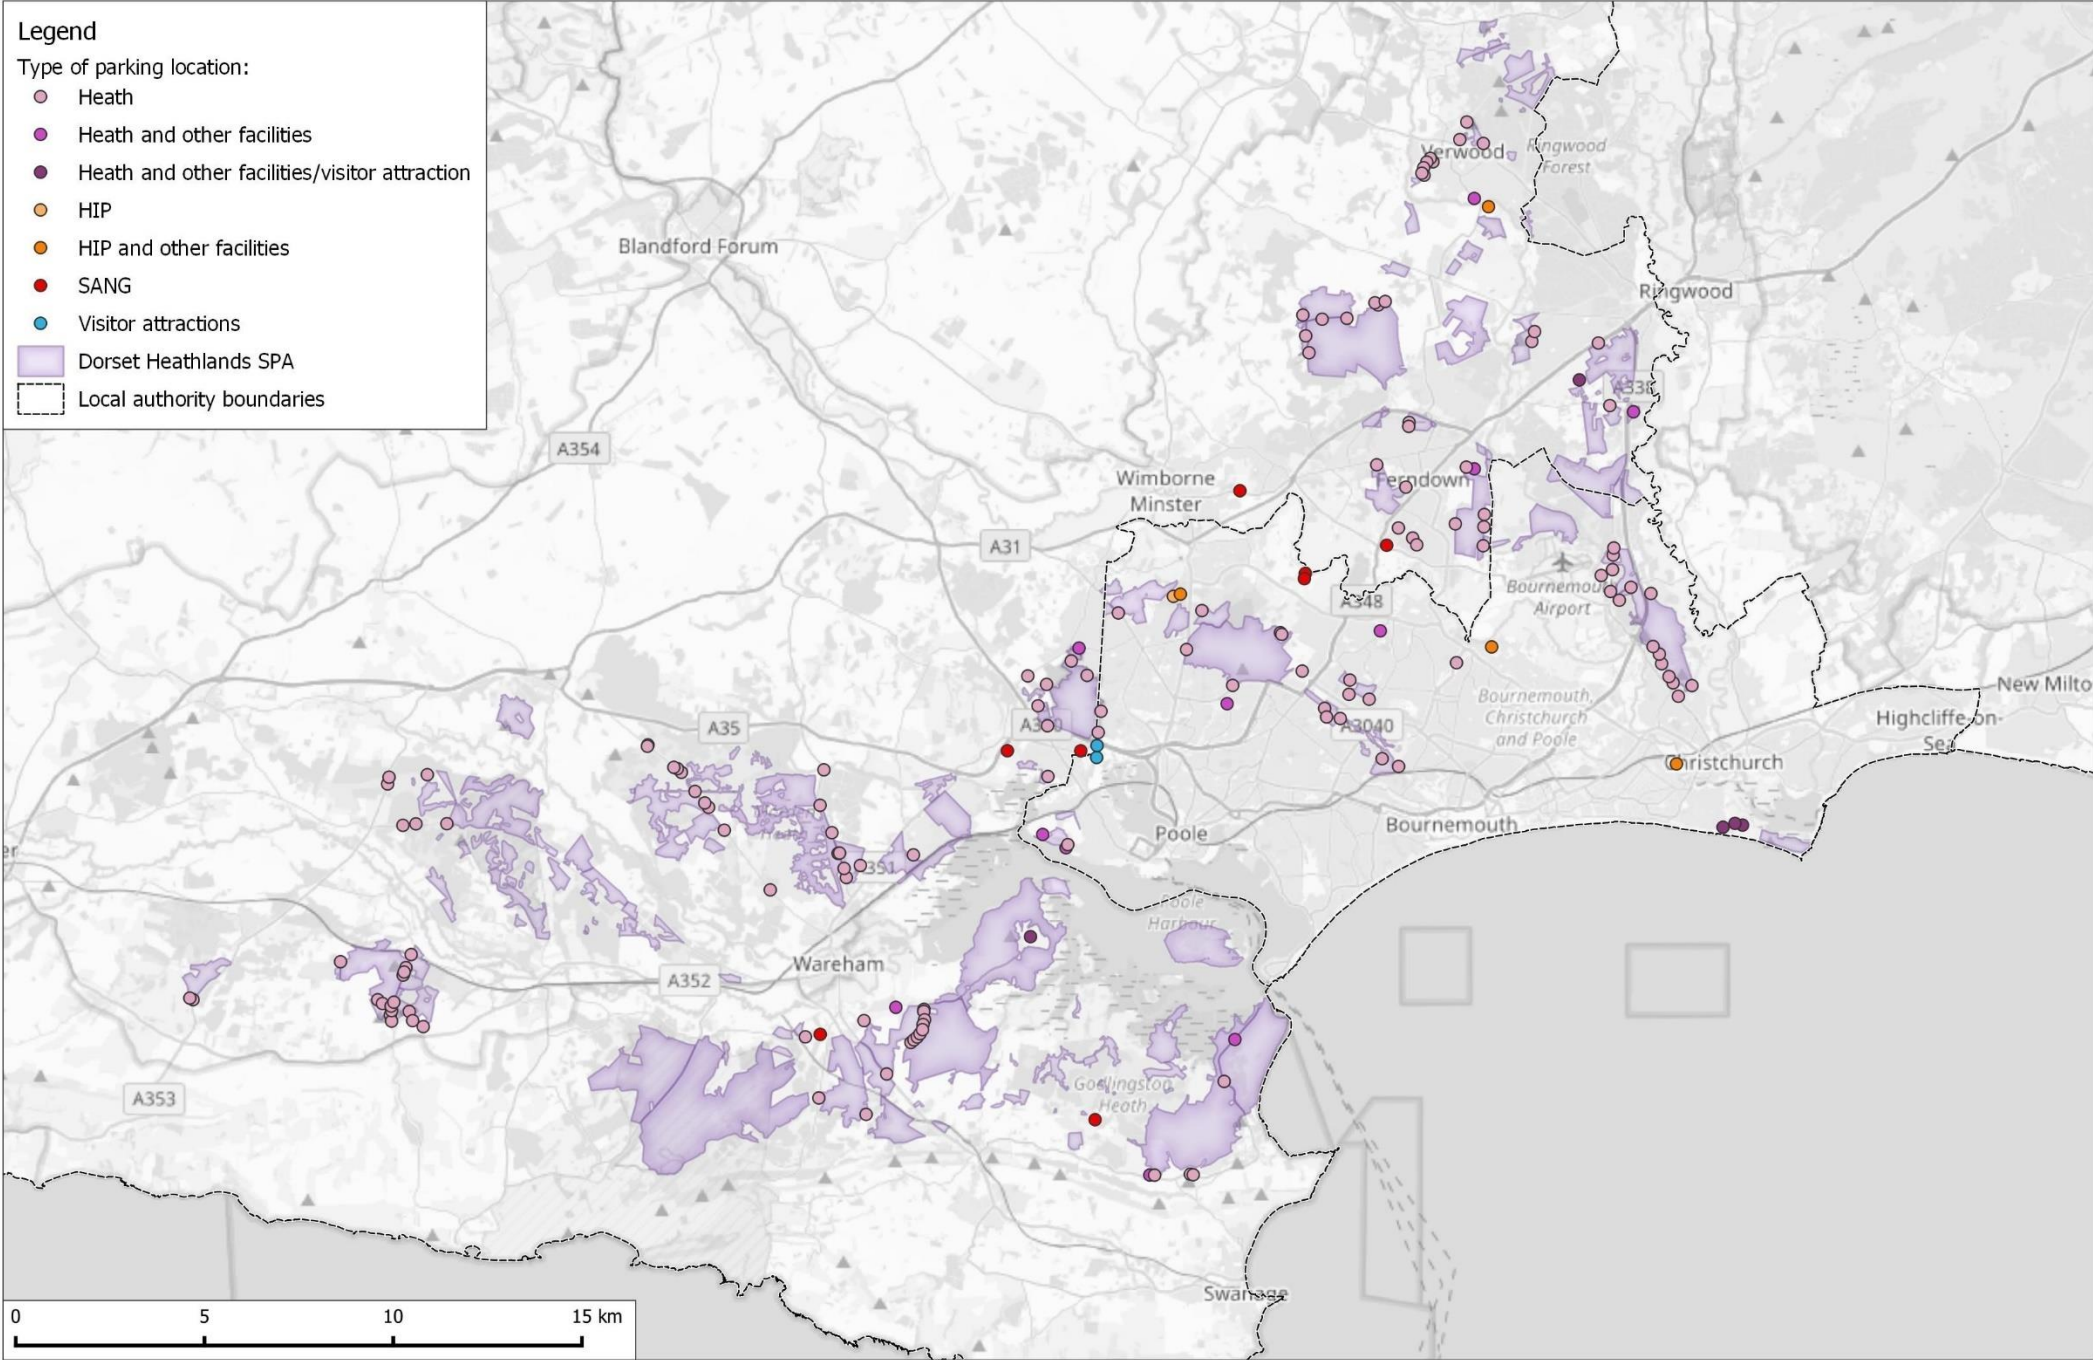 Legend
Type of parking location:
Heath
Heath and other facilities
Heath and other facilities/visitor attraction
HIP
HIP and other facilities
SANG
Visitor attractions
Dorset Heathlands SPA
Local authority boundaries
Verwood
Ringwood
Forest
Blandford Forum
Ringwood
A338
A354
Wimborne
Minster
Ferndown
A31
Bournemou
Airport
A348
New Milto
Bournemouth,
Christchurch
and Poole
Highcliffe-on-
Sea
A35
A3040
Christchurch
Poole
Bournemouth
Poole
Harbour
Wareham
A352
A353
Godlingston
Heath
Swanage
0 5 10 15 km